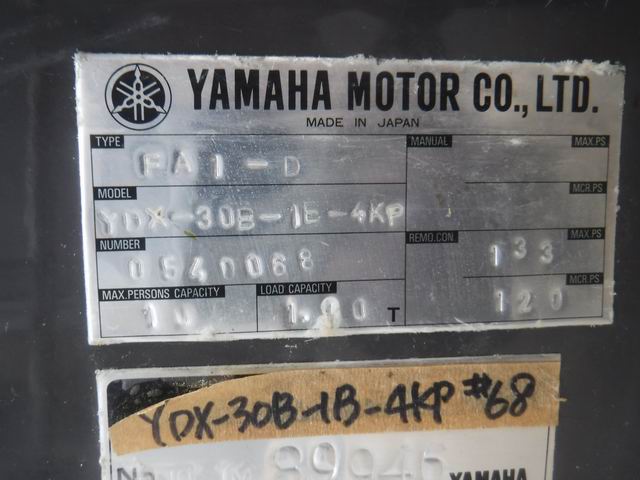 YAMAHA MOTOR CO., LTD.
MADE IN JAPAN
TYPE FA1-D MANUAL MAX.PS
MCR.PS
MODEL YDX-30B-1B-4KP
NUMBER 0540068 REMO.CON 133 MAX.PS
MAX.PERSONS CAPACITY 10 LOAD CAPACITY 1.00 T 120 MCR.PS
YDX-30B-1B-4KP #68
No. YAMAHA